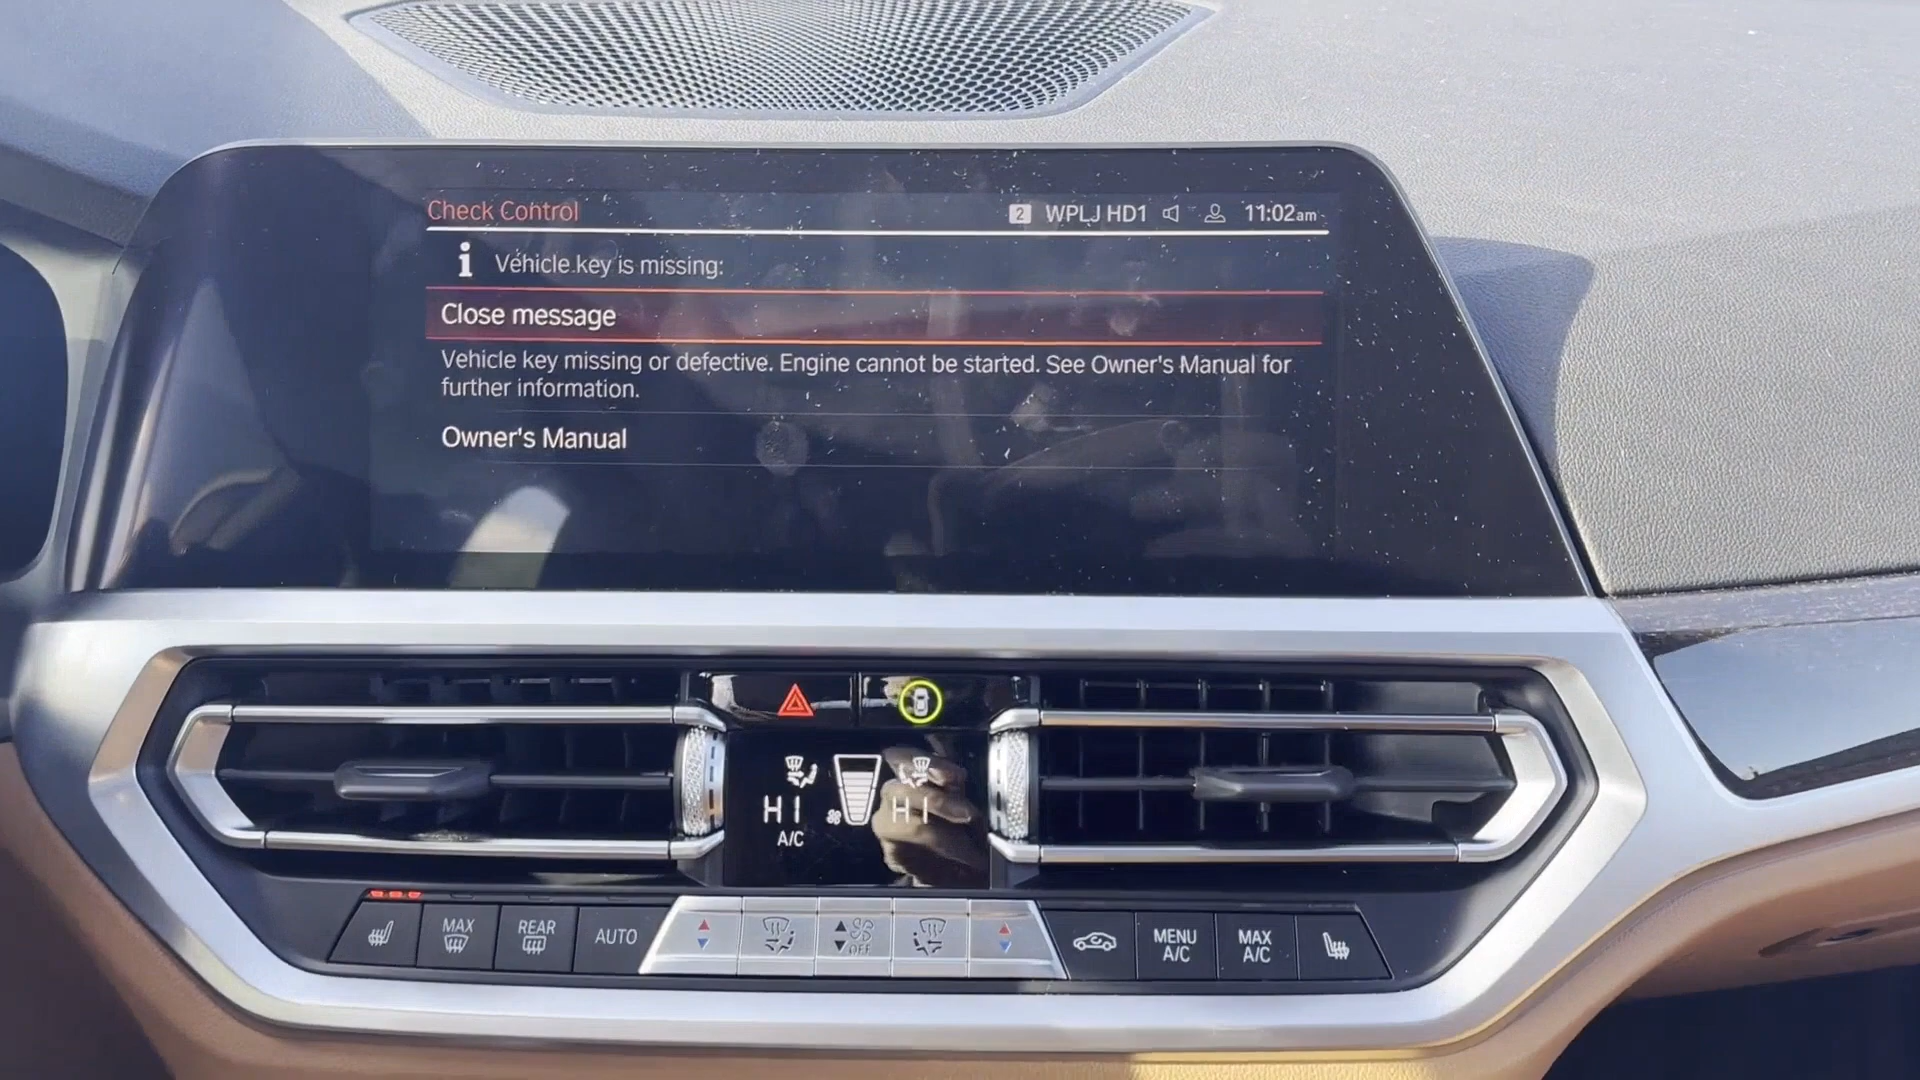 Check Control 2 WPLJ HD1 11:02am
i Vehicle key is missing:
Close message
Vehicle key missing or defective. Engine cannot be started. See Owner's Manual for
further information.
Owner's Manual
HI HI
A/C
MAX REAR AUTO OFF MENU A/C MAX A/C